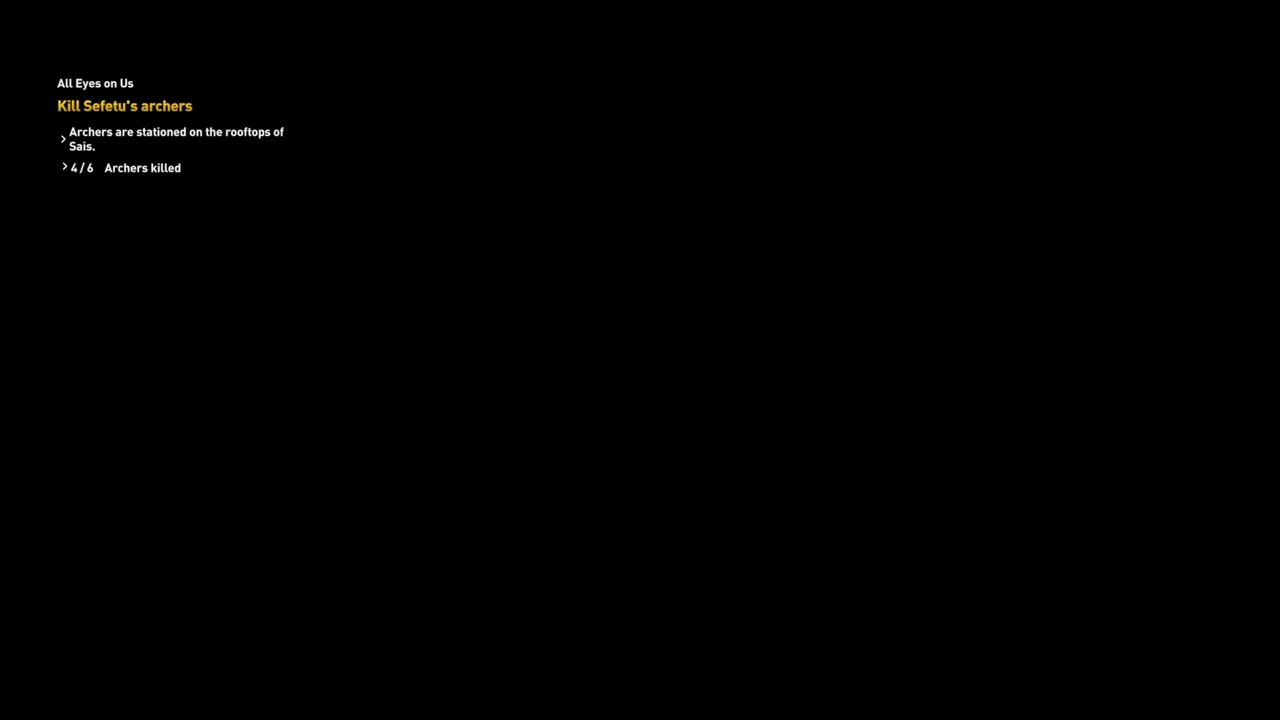 All Eyes on Us
Kill Sefetu's archers
> Archers are stationed on the rooftops of
Sais.
> 4/6 Archers killed